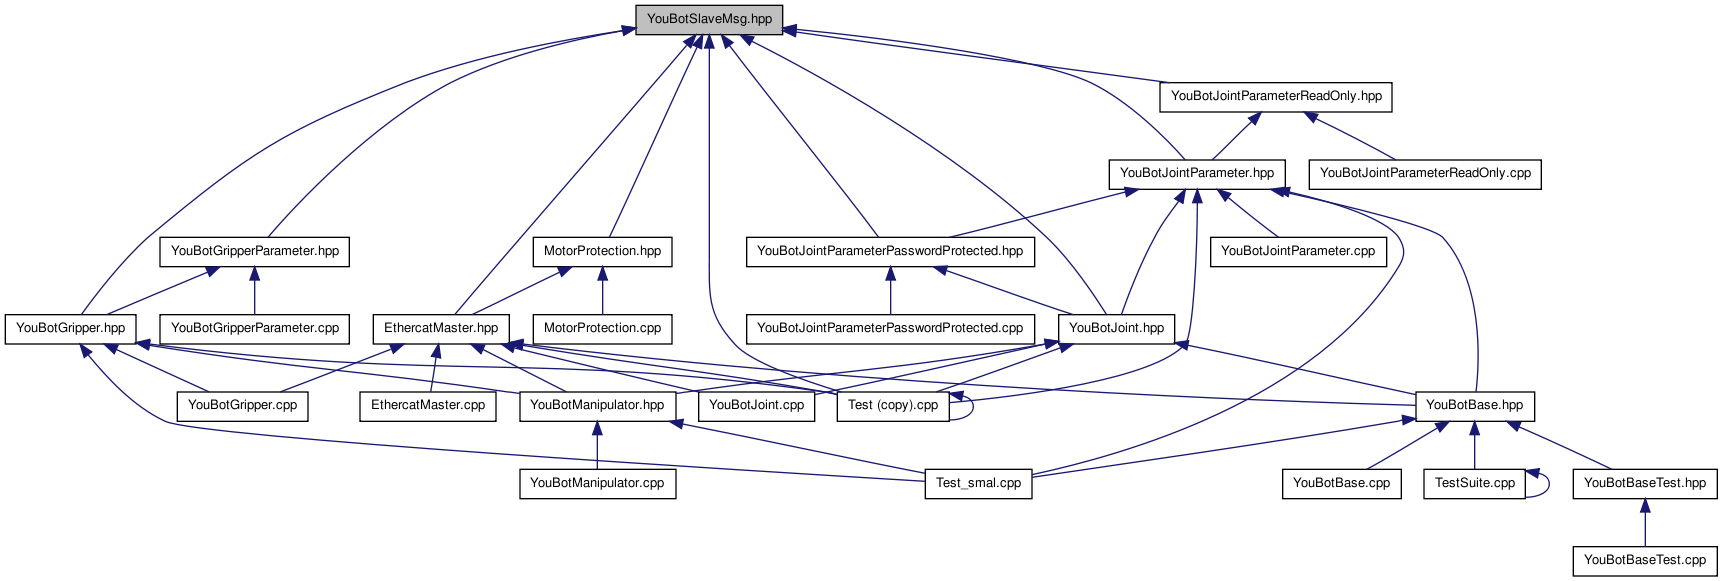 YouBotSlaveMsg.hpp
YouBotJointParameterReadOnly.hpp
YouBotJointParameter.hpp
YouBotJointParameterReadOnly.cpp
YouBotGripperParameter.hpp
MotorProtection.hpp
YouBotJointParameterPasswordProtected.hpp
YouBotJointParameter.cpp
YouBotGripper.hpp
YouBotGripperParameter.cpp
EthercatMaster.hpp
MotorProtection.cpp
YouBotJointParameterPasswordProtected.cpp
YouBotJoint.hpp
YouBotGripper.cpp
EthercatMaster.cpp
YouBotManipulator.hpp
YouBotJoint.cpp
Test (copy).cpp
YouBotBase.hpp
YouBotManipulator.cpp
Test_smal.cpp
YouBotBase.cpp
TestSuite.cpp
YouBotBaseTest.hpp
YouBotBaseTest.cpp